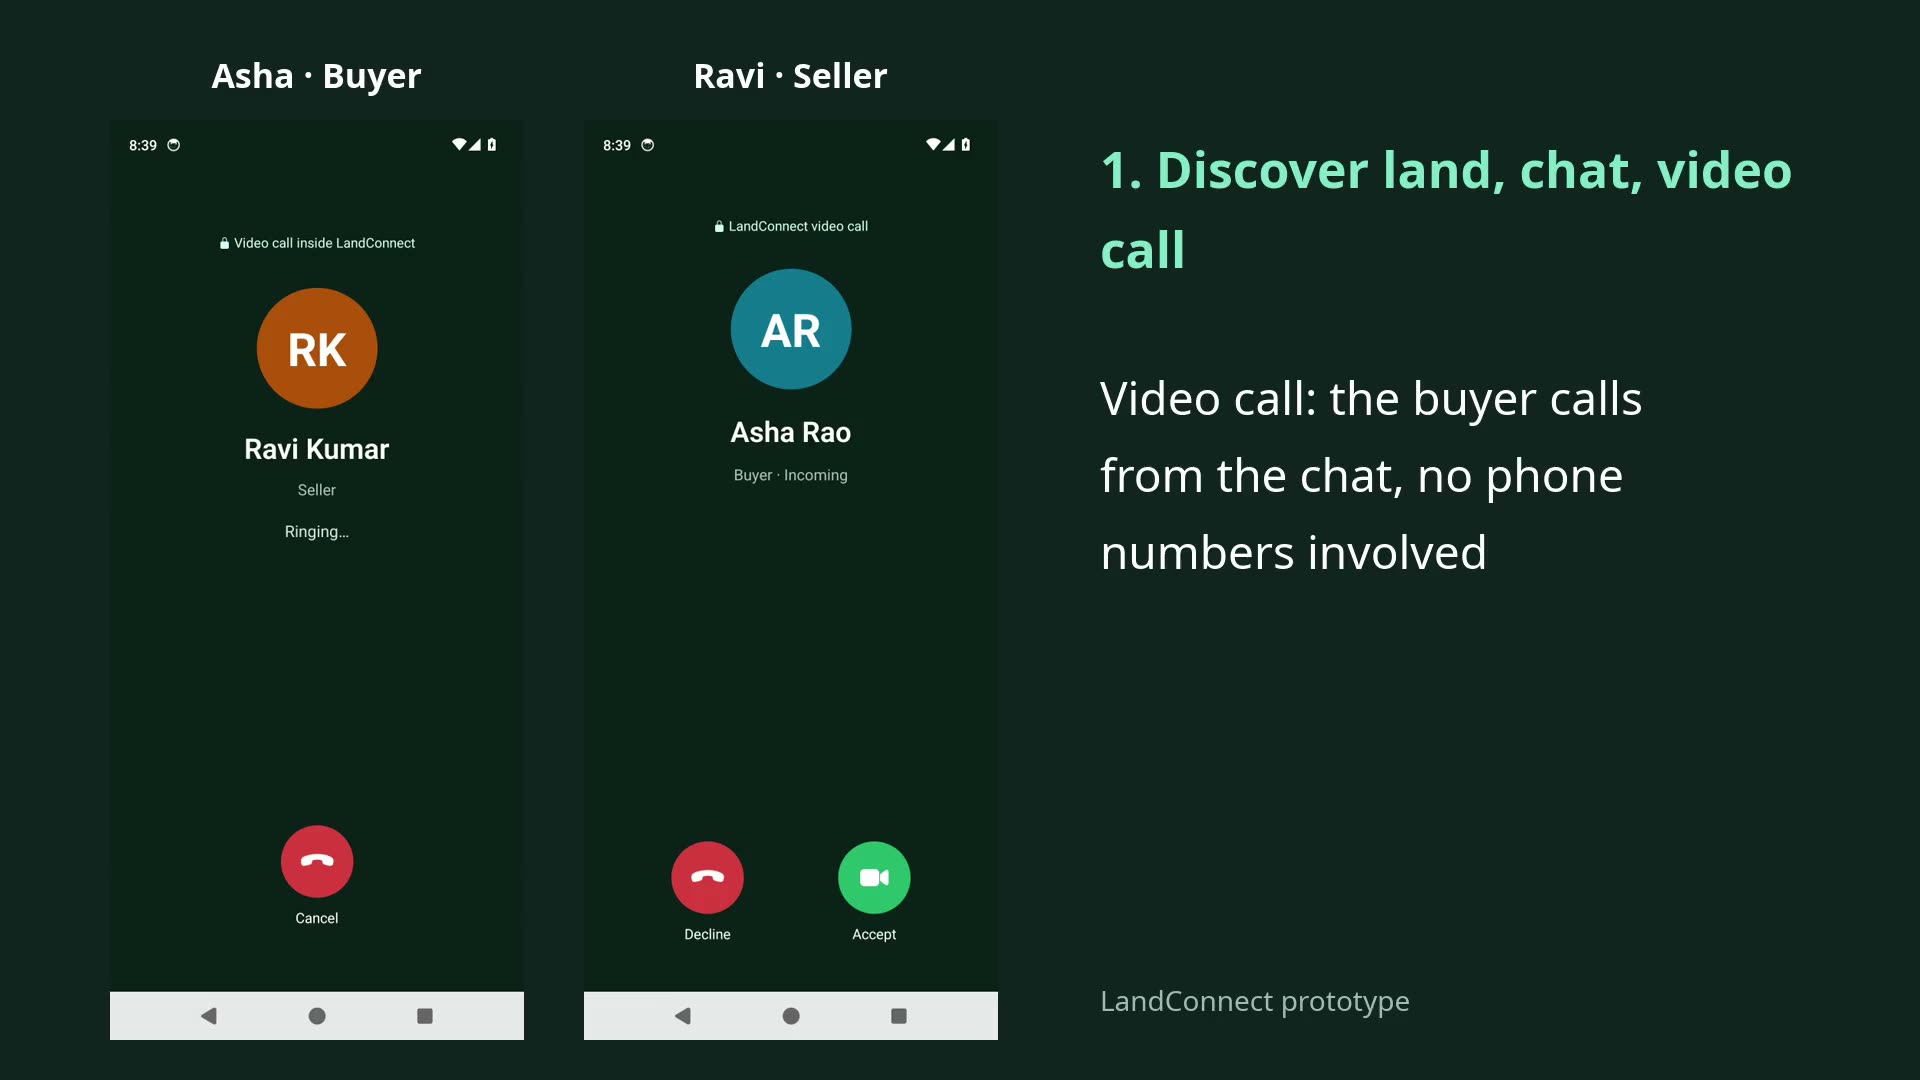 Asha · Buyer
8:39
Video call inside LandConnect
RK
Ravi Kumar
Seller
Ringing...
Cancel
Ravi · Seller
8:39
LandConnect video call
AR
Asha Rao
Buyer · Incoming
Decline
Accept
1. Discover land, chat, video
call
Video call: the buyer calls
from the chat, no phone
numbers involved
LandConnect prototype